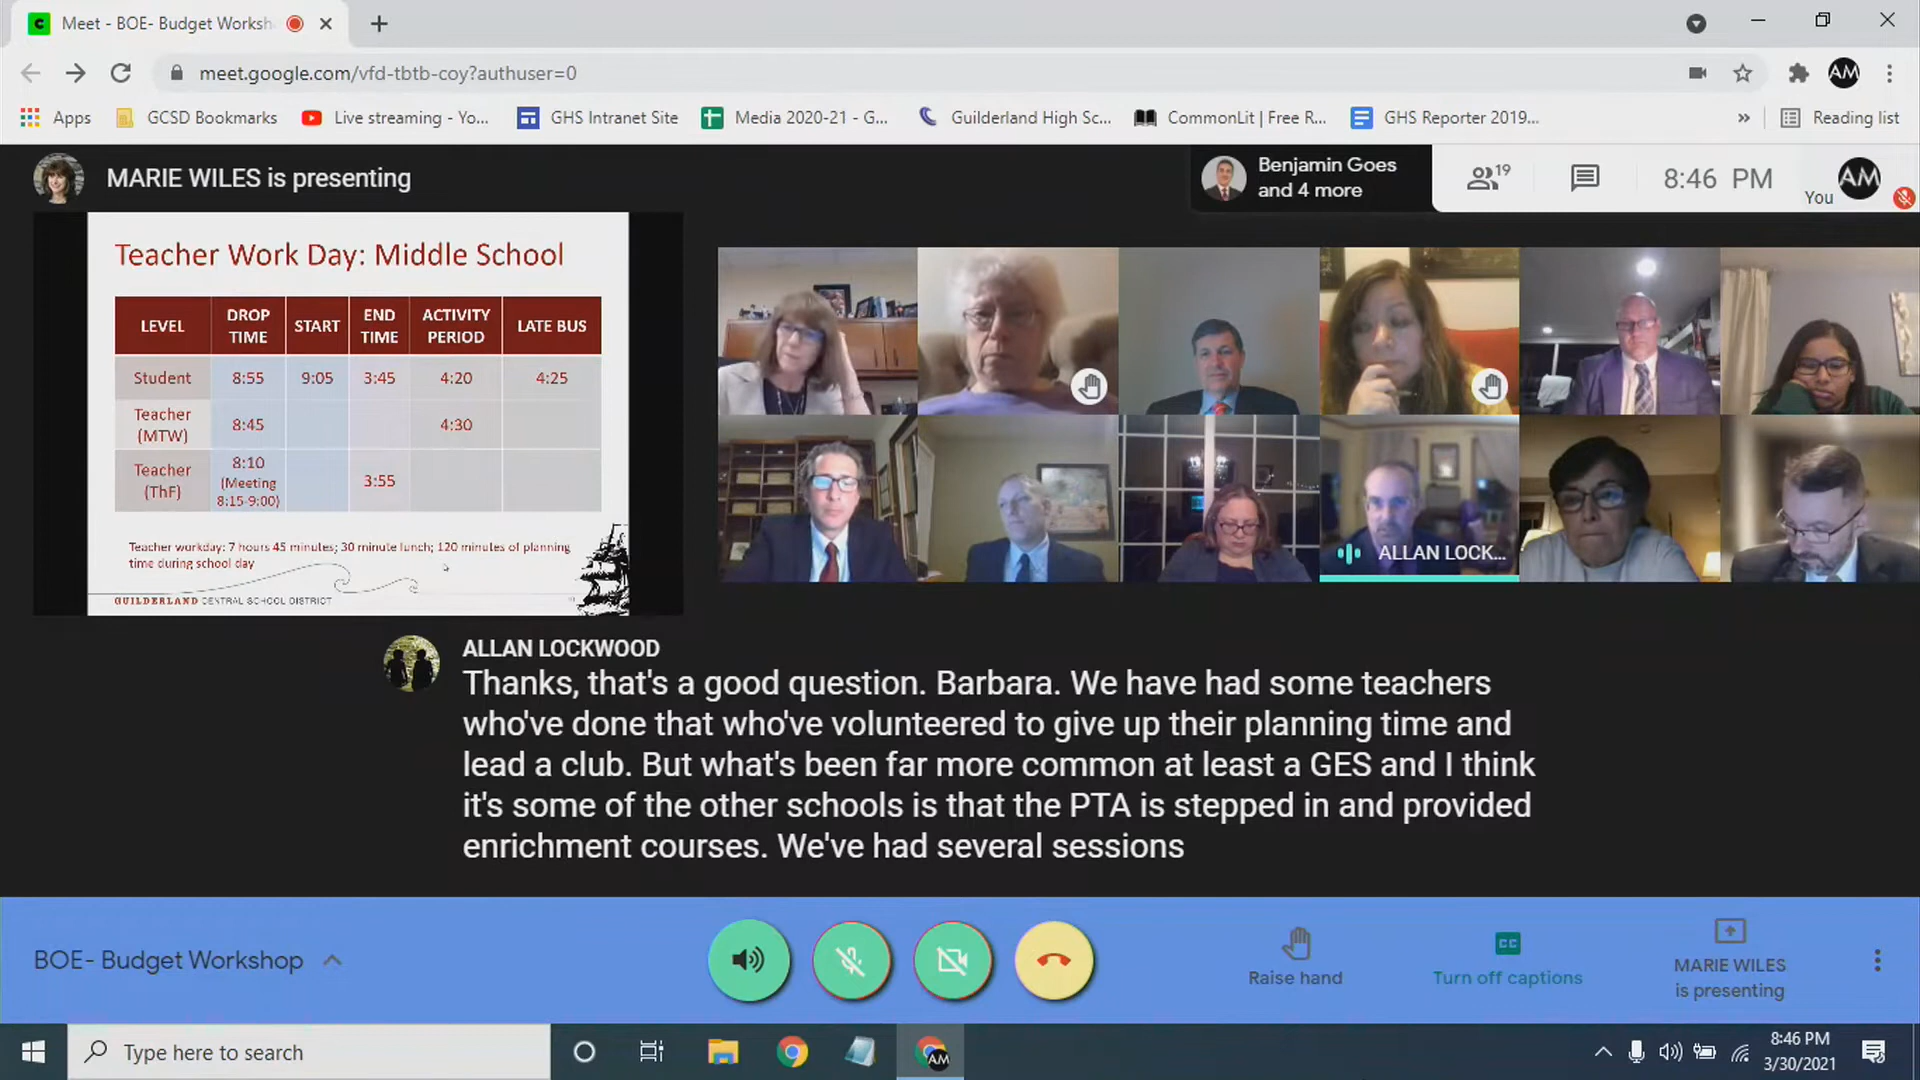 Meet - BOE- Budget Worksh
meet.google.com/vfd-tbtb-coy?authuser=0
AM
Apps
GCSD Bookmarks
Live streaming - Yo...
GHS Intranet Site
Media 2020-21 - G...
Guilderland High Sc...
CommonLit | Free R...
GHS Reporter 2019...
»
Reading list
MARIE WILES is presenting
Benjamin Goes
and 4 more
19
8:46 PM
You
AM
Teacher Work Day: Middle School
LEVEL DROP TIME START END TIME ACTIVITY PERIOD LATE BUS
Student 8:55 9:05 3:45 4:20 4:25
Teacher (MTW) 8:45 4:30
Teacher (ThF) 8:10 (Meeting 8:15-9:00) 3:55
Teacher workday: 7 hours 45 minutes; 30 minute lunch; 120 minutes of planning
time during school day
GUILDERLAND CENTRAL SCHOOL DISTRICT
ALLAN LOCK...
ALLAN LOCKWOOD
Thanks, that's a good question. Barbara. We have had some teachers
who've done that who've volunteered to give up their planning time and
lead a club. But what's been far more common at least a GES and I think
it's some of the other schools is that the PTA is stepped in and provided
enrichment courses. We've had several sessions
BOE- Budget Workshop
Raise hand
CC
Turn off captions
MARIE WILES
is presenting
Type here to search
AM
8:46 PM
3/30/2021